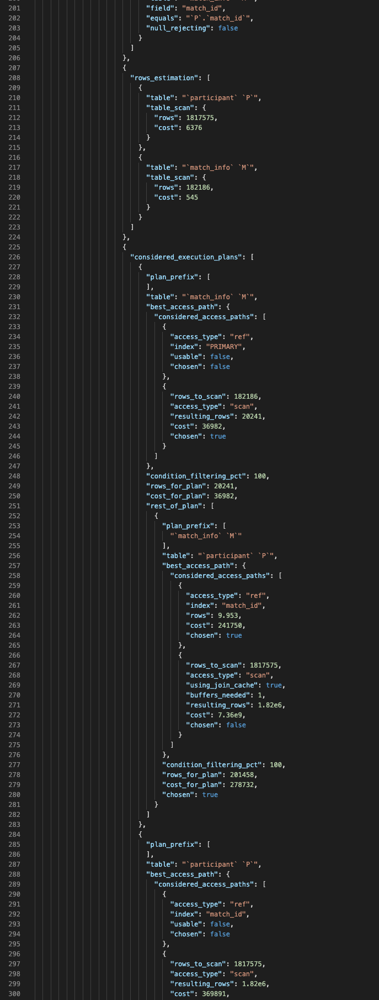 201 "field": "match_id",
202 "equals": "`P`.`match_id`",
203 "null_rejecting": false
204 }
205 ]
206 },
207 {
208 "rows_estimation": [
209 {
210 "table": "`participant` `P`",
211 "table_scan": {
212 "rows": 1817575,
213 "cost": 6376
214 }
215 },
216 {
217 "table": "`match_info` `M`",
218 "table_scan": {
219 "rows": 182186,
220 "cost": 545
221 }
222 }
223 ]
224 },
225 {
226 "considered_execution_plans": [
227 {
228 "plan_prefix": [
229 ],
230 "table": "`match_info` `M`",
231 "best_access_path": {
232 "considered_access_paths": [
233 {
234 "access_type": "ref",
235 "index": "PRIMARY",
236 "usable": false,
237 "chosen": false
238 },
239 {
240 "rows_to_scan": 182186,
241 "access_type": "scan",
242 "resulting_rows": 20241,
243 "cost": 36982,
244 "chosen": true
245 }
246 ]
247 },
248 "condition_filtering_pct": 100,
249 "rows_for_plan": 20241,
250 "cost_for_plan": 36982,
251 "rest_of_plan": [
252 {
253 "plan_prefix": [
254 "`match_info` `M`"
255 ],
256 "table": "`participant` `P`",
257 "best_access_path": {
258 "considered_access_paths": [
259 {
260 "access_type": "ref",
261 "index": "match_id",
262 "rows": 9.953,
263 "cost": 241750,
264 "chosen": true
265 },
266 {
267 "rows_to_scan": 1817575,
268 "access_type": "scan",
269 "using_join_cache": true,
270 "buffers_needed": 1,
271 "resulting_rows": 1.82e6,
272 "cost": 7.36e9,
273 "chosen": false
274 }
275 ]
276 },
277 "condition_filtering_pct": 100,
278 "rows_for_plan": 201458,
279 "cost_for_plan": 278732,
280 "chosen": true
281 }
282 ]
283 },
284 {
285 "plan_prefix": [
286 ],
287 "table": "`participant` `P`",
288 "best_access_path": {
289 "considered_access_paths": [
290 {
291 "access_type": "ref",
292 "index": "match_id",
293 "usable": false,
294 "chosen": false
295 },
296 {
297 "rows_to_scan": 1817575,
298 "access_type": "scan",
299 "resulting_rows": 1.82e6,
300 "cost": 369891,